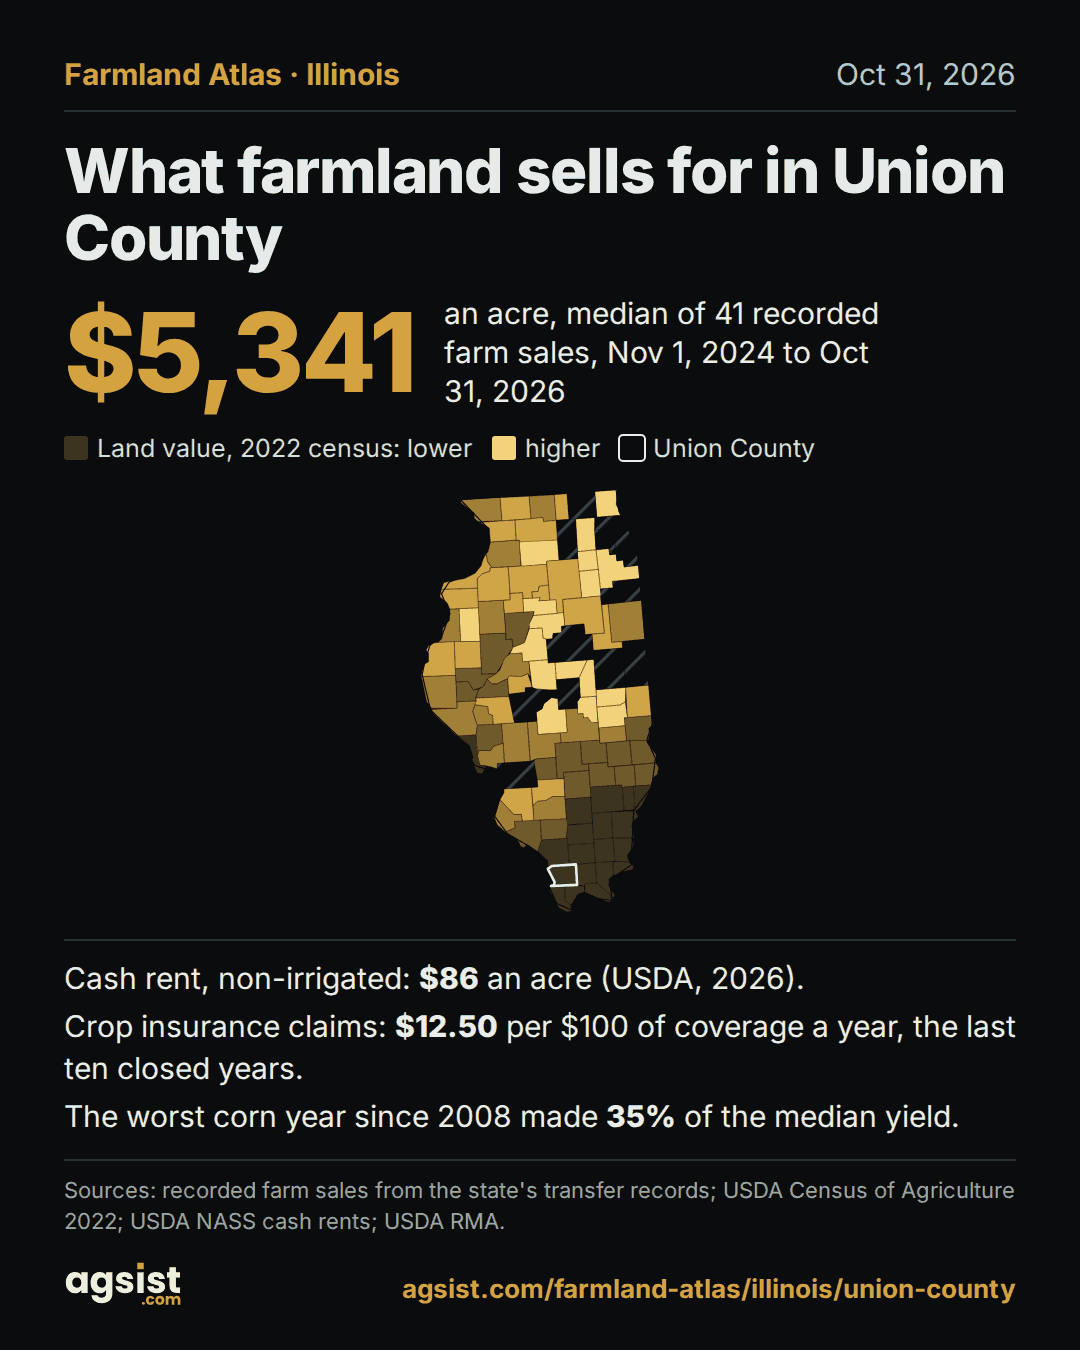 Farmland Atlas · Illinois
Oct 31, 2026
What farmland sells for in Union
County
$5,341
an acre, median of 41 recorded
farm sales, Nov 1, 2024 to Oct
31, 2026
Land value, 2022 census: lower
higher
Union County
Cash rent, non-irrigated: $86 an acre (USDA, 2026).
Crop insurance claims: $12.50 per $100 of coverage a year, the last
ten closed years.
The worst corn year since 2008 made 35% of the median yield.
Sources: recorded farm sales from the state's transfer records; USDA Census of Agriculture
2022; USDA NASS cash rents; USDA RMA.
agsist
.com
agsist.com/farmland-atlas/illinois/union-county